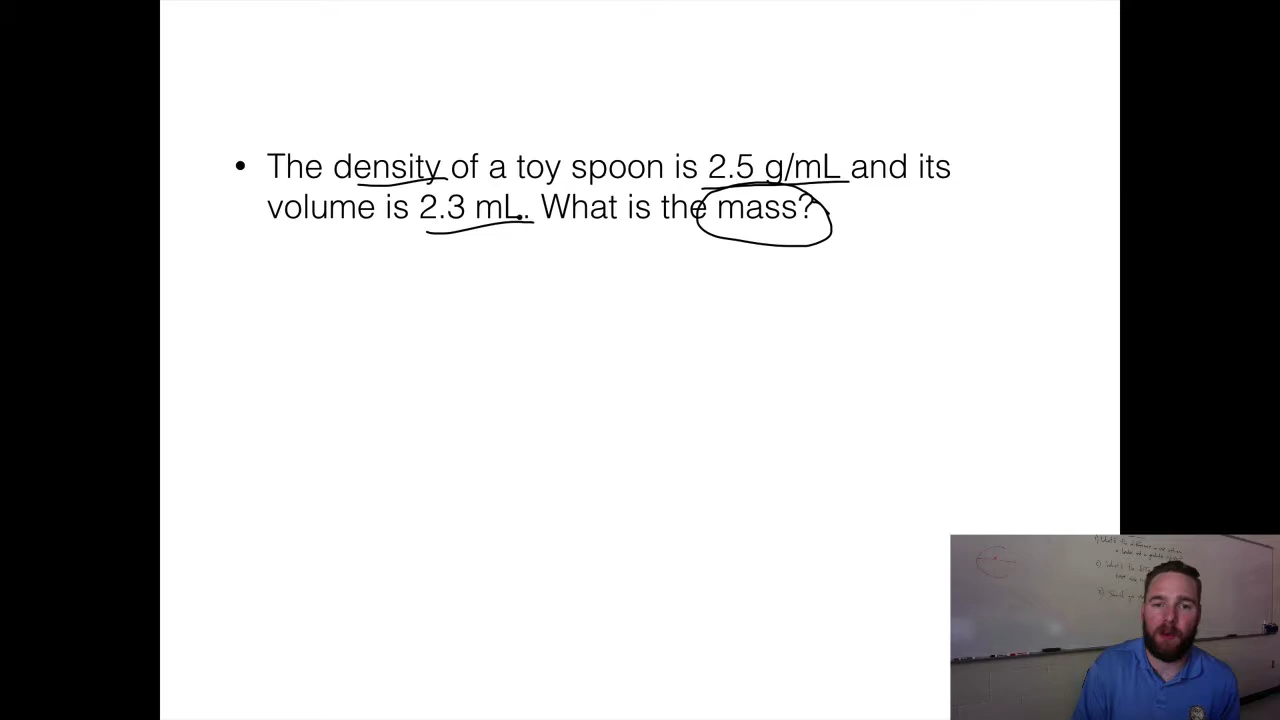 • The density of a toy spoon is 2.5 g/mL and its
volume is 2.3 mL. What is the mass?